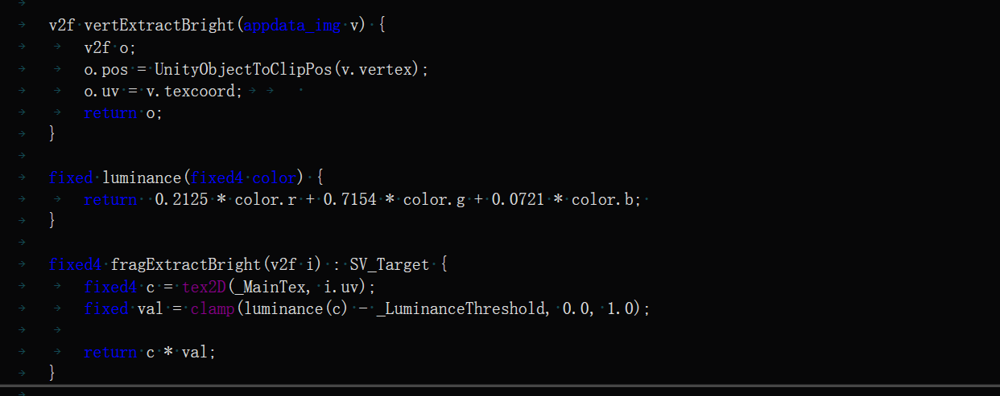 v2f vertExtractBright(appdata_img v) {
v2f o;
o.pos = UnityObjectToClipPos(v.vertex);
o.uv = v.texcoord;
return o;
}
fixed luminance(fixed4 color) {
return  0.2125 * color.r + 0.7154 * color.g + 0.0721 * color.b;
}
fixed4 fragExtractBright(v2f i) : SV_Target {
fixed4 c = tex2D(_MainTex, i.uv);
fixed val = clamp(luminance(c) - _LuminanceThreshold, 0.0, 1.0);
return c * val;
}